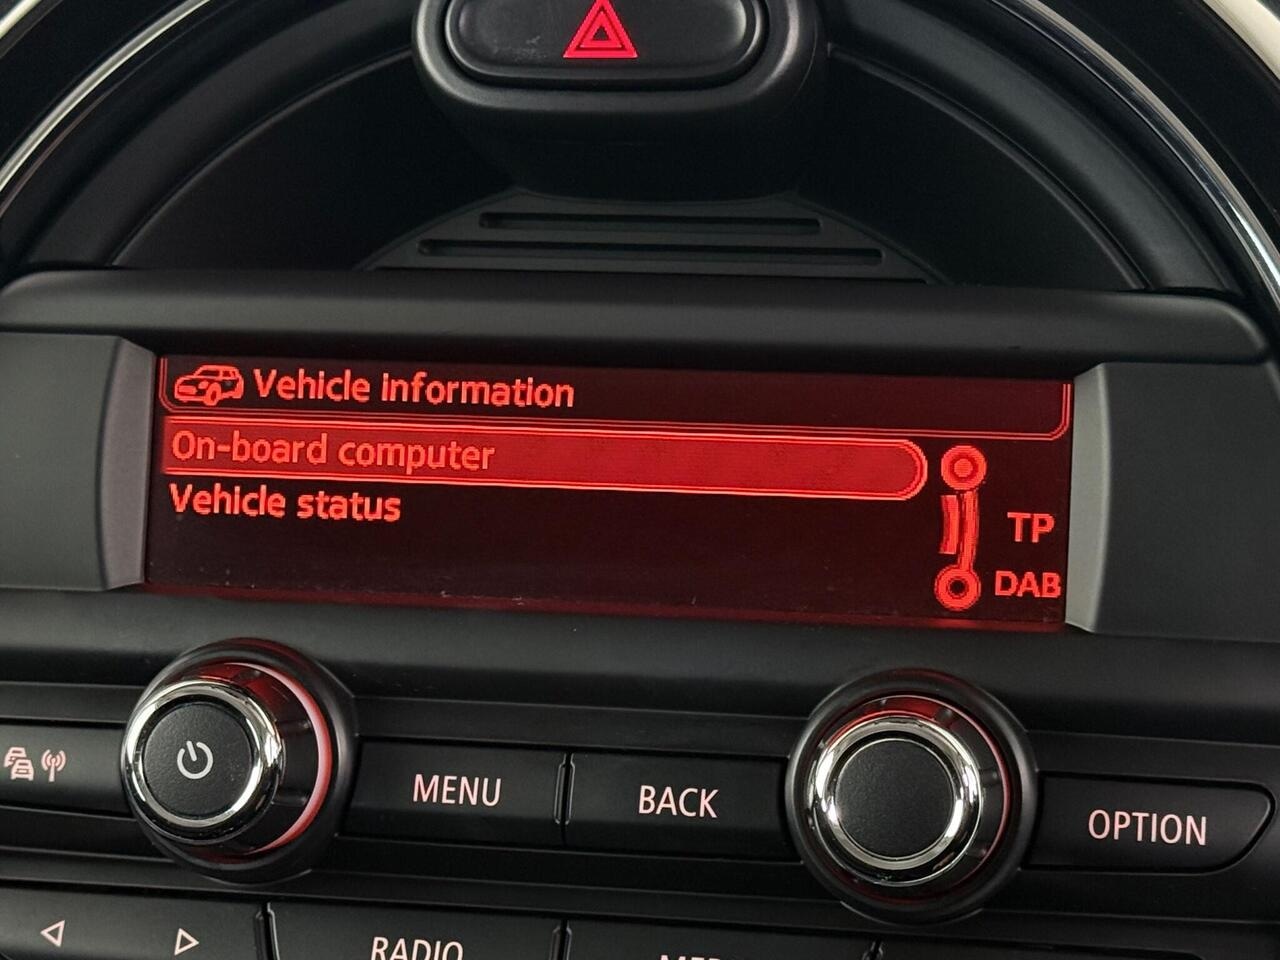 Vehicle information
On-board computer
Vehicle status
TP
DAB
MENU
BACK
OPTION
RADIO